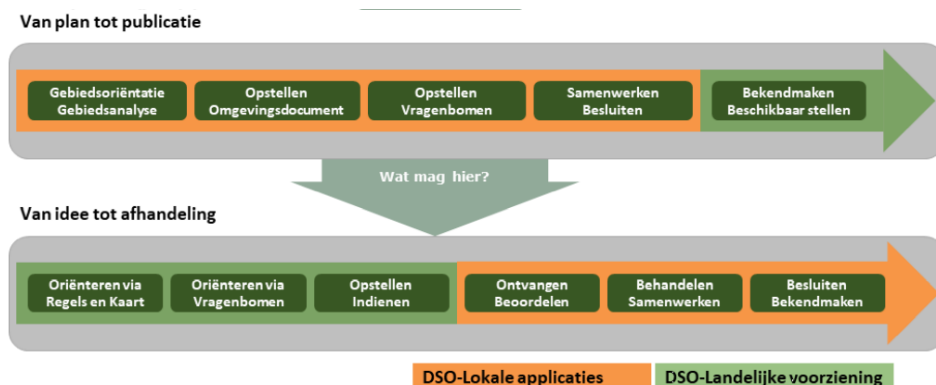 Van plan tot publicatie
Gebiedsoriëntatie
Gebiedsanalyse
Opstellen
Omgevingsdocument
Opstellen
Vragenbomen
Samenwerken
Besluiten
Bekendmaken
Beschikbaar stellen
Wat mag hier?
Van idee tot afhandeling
Oriënteren via
Regels en Kaart
Oriënteren via
Vragenbomen
Opstellen
Indienen
Ontvangen
Beoordelen
Behandelen
Samenwerken
Besluiten
Bekendmaken
DSO-Lokale applicaties
DSO-Landelijke voorziening